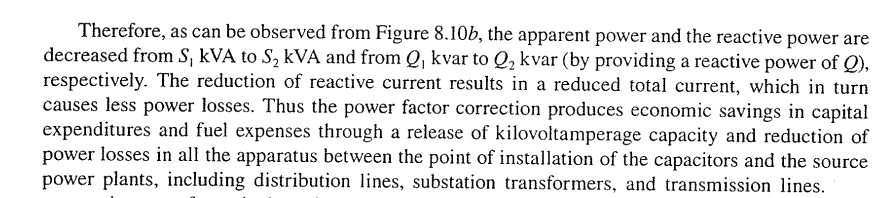 Therefore, as can be observed from Figure 8.10b, the apparent power and the reactive power are
decreased from S₁ kVA to S₂ kVA and from Q₁ kvar to Q₂ kvar (by providing a reactive power of Q),
respectively. The reduction of reactive current results in a reduced total current, which in turn
causes less power losses. Thus the power factor correction produces economic savings in capital
expenditures and fuel expenses through a release of kilovoltamperage capacity and reduction of
power losses in all the apparatus between the point of installation of the capacitors and the source
power plants, including distribution lines, substation transformers, and transmission lines.